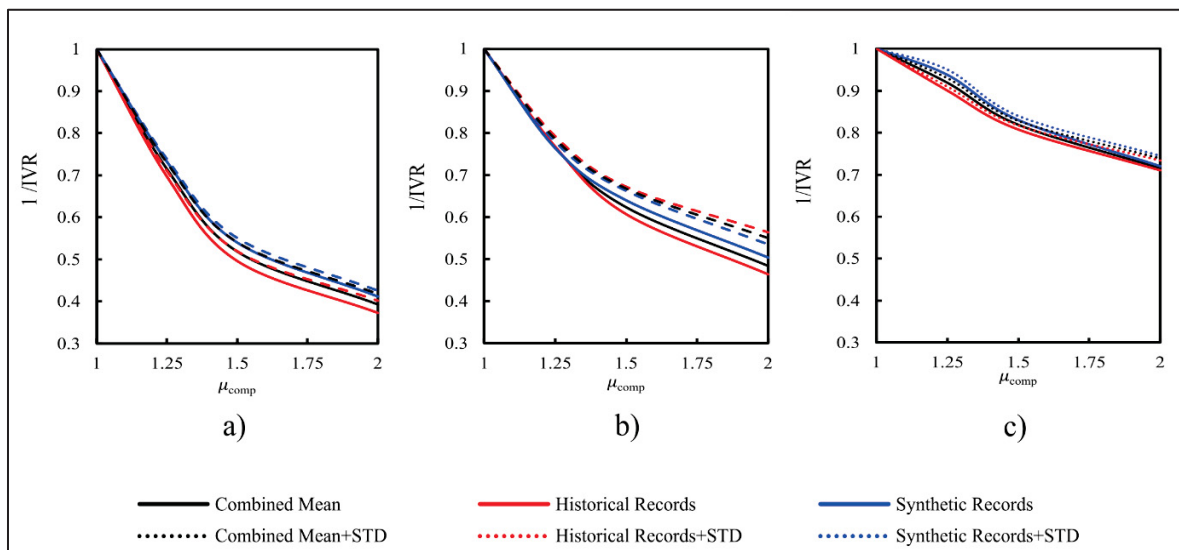 1
0.9
0.8
0.7
0.6
0.5
0.4
0.3
1 /IVR
1 1.25 1.5 1.75 2
μcomp
a)
1
0.9
0.8
0.7
0.6
0.5
0.4
0.3
1/IVR
1 1.25 1.5 1.75 2
μcomp
b)
1
0.9
0.8
0.7
0.6
0.5
0.4
0.3
1/IVR
1 1.25 1.5 1.75 2
μcomp
c)
Combined Mean Historical Records Synthetic Records
Combined Mean+STD Historical Records+STD Synthetic Records+STD